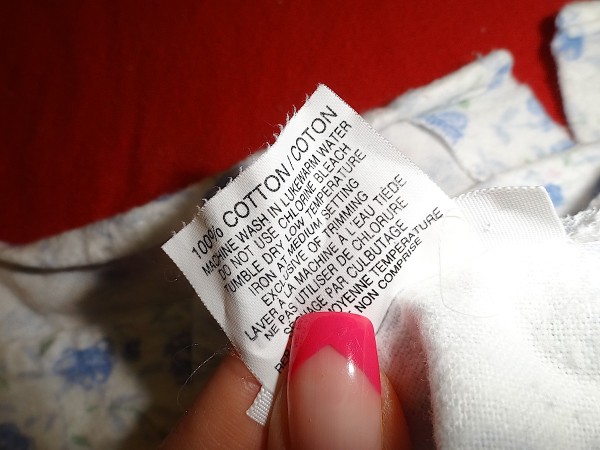 100% COTTON/COTON
MACHINE WASH IN LUKEWARM WATER
DO NOT USE CHLORINE BLEACH
TUMBLE DRY LOW TEMPERATURE
IRON AT MEDIUM SETTING
EXCLUSIVE OF TRIMMING
LAVER À LA MACHINE À L'EAU TIÈDE
NE PAS UTILISER DE CHLORURE
PAR CULBUTAGE
TEMPÉRATURE
NON COMPRISE